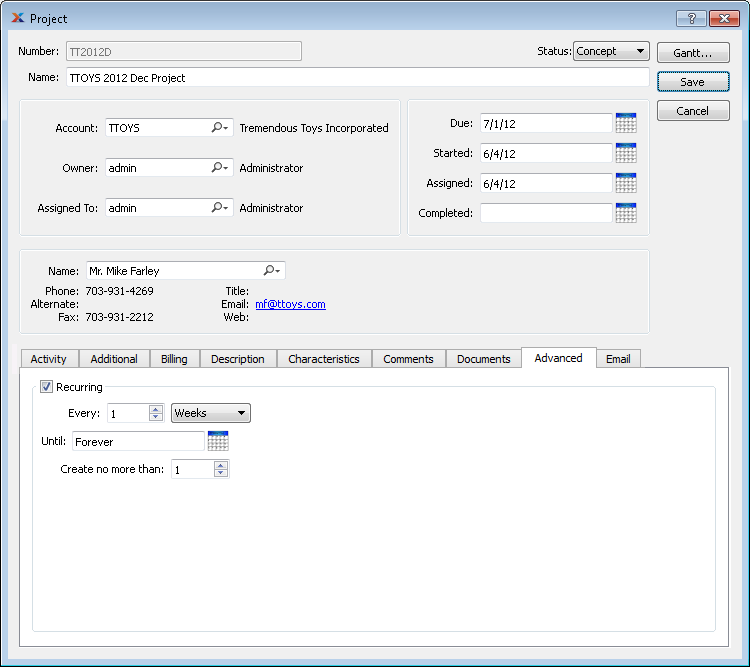 Project
Number: TT2012D Status: Concept Gantt...
Name: TTOYS 2012 Dec Project Save
Cancel
Account: TTOYS Tremendous Toys Incorporated
Owner: admin Administrator
Assigned To: admin Administrator
Due: 7/1/12
Started: 6/4/12
Assigned: 6/4/12
Completed:
Name: Mr. Mike Farley
Phone: 703-931-4269 Title:
Alternate: Email: mf@ttoys.com
Fax: 703-931-2212 Web:
Activity Additional Billing Description Characteristics Comments Documents Advanced Email
Recurring
Every: 1 Weeks
Until: Forever
Create no more than: 1